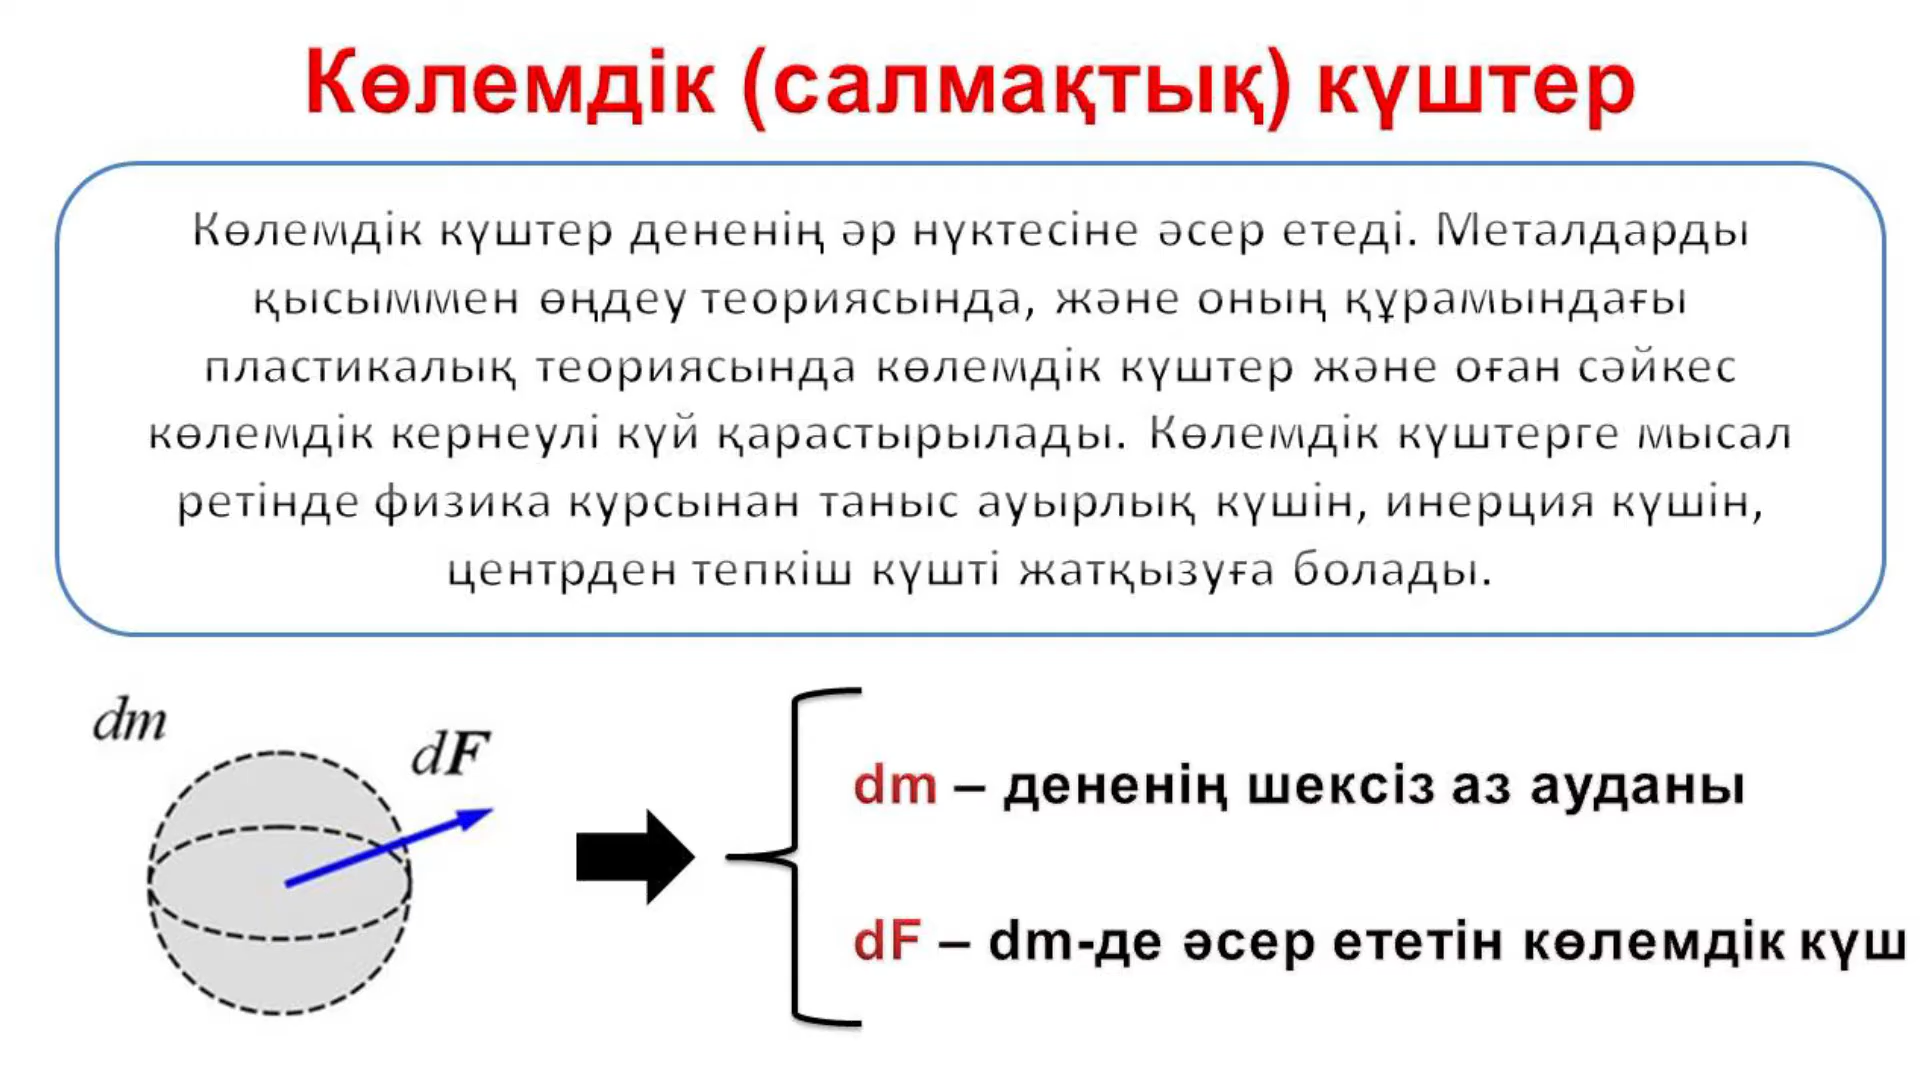 Көлемдік (салмақтық) күштер
Көлемдік күштер дененің әр нүктесіне әсер етеді. Металдарды
қысыммен өңдеу теориясында, және оның құрамындағы
пластикалық теориясында көлемдік күштер және оған сәйкес
көлемдік кернеулі күй қарастырылады. Көлемдік күштерге мысал
ретінде физика курсынан таныс ауырлық күшін, инерция күшін,
центрден тепкіш күшті жатқызуға болады.
dm
dF
dm – дененің шексіз аз ауданы
dF – dm-де әсер ететін көлемдік күш